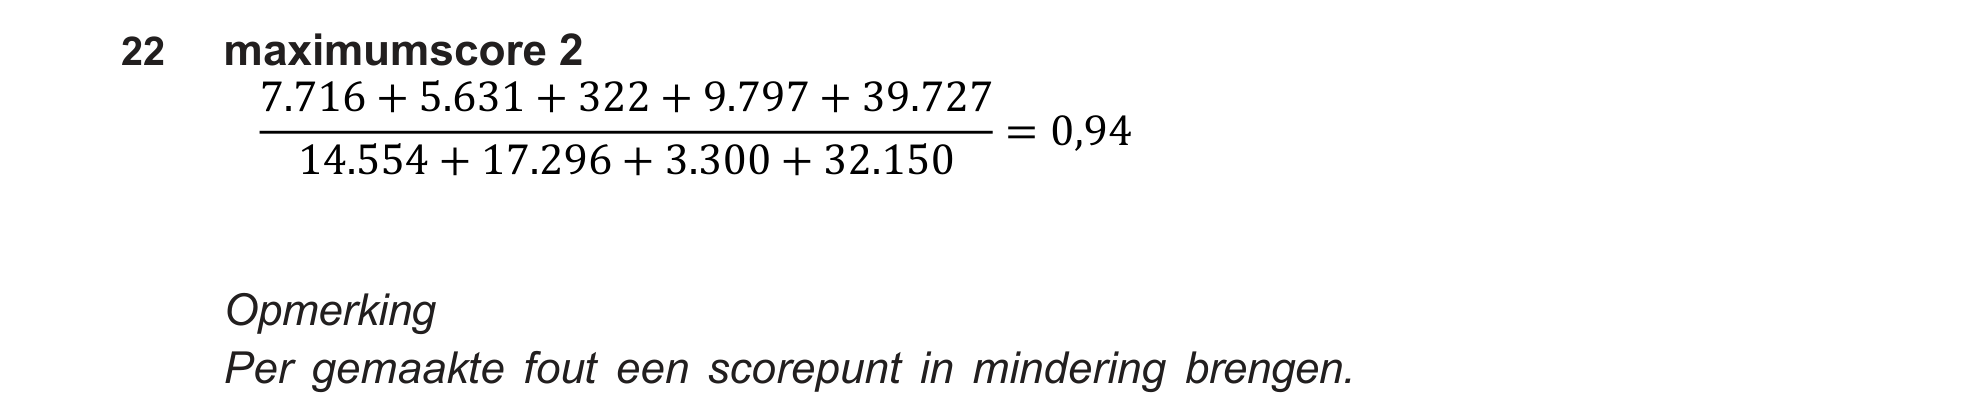 22 maximumscore 2
7.716 + 5.631 + 322 + 9.797 + 39.727
14.554 + 17.296 + 3.300 + 32.150
= 0,94
Opmerking
Per gemaakte fout een scorepunt in mindering brengen.